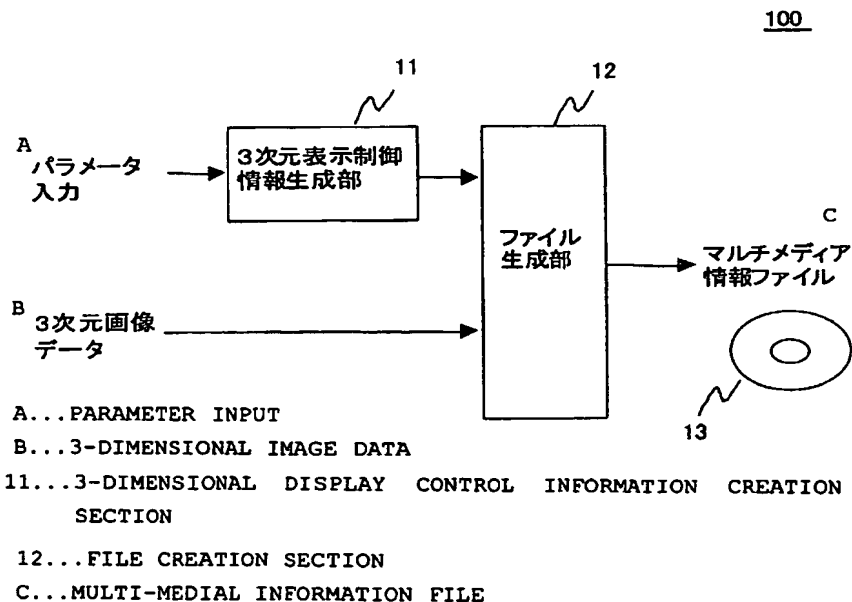 100
11
12
A
パラメータ
入力
3次元表示制御
情報生成部
ファイル
生成部
C
マルチメディア
情報ファイル
B
3次元画像
データ
13
A...PARAMETER INPUT
B...3-DIMENSIONAL IMAGE DATA
11...3-DIMENSIONAL DISPLAY CONTROL INFORMATION CREATION
SECTION
12...FILE CREATION SECTION
C...MULTI-MEDIAL INFORMATION FILE